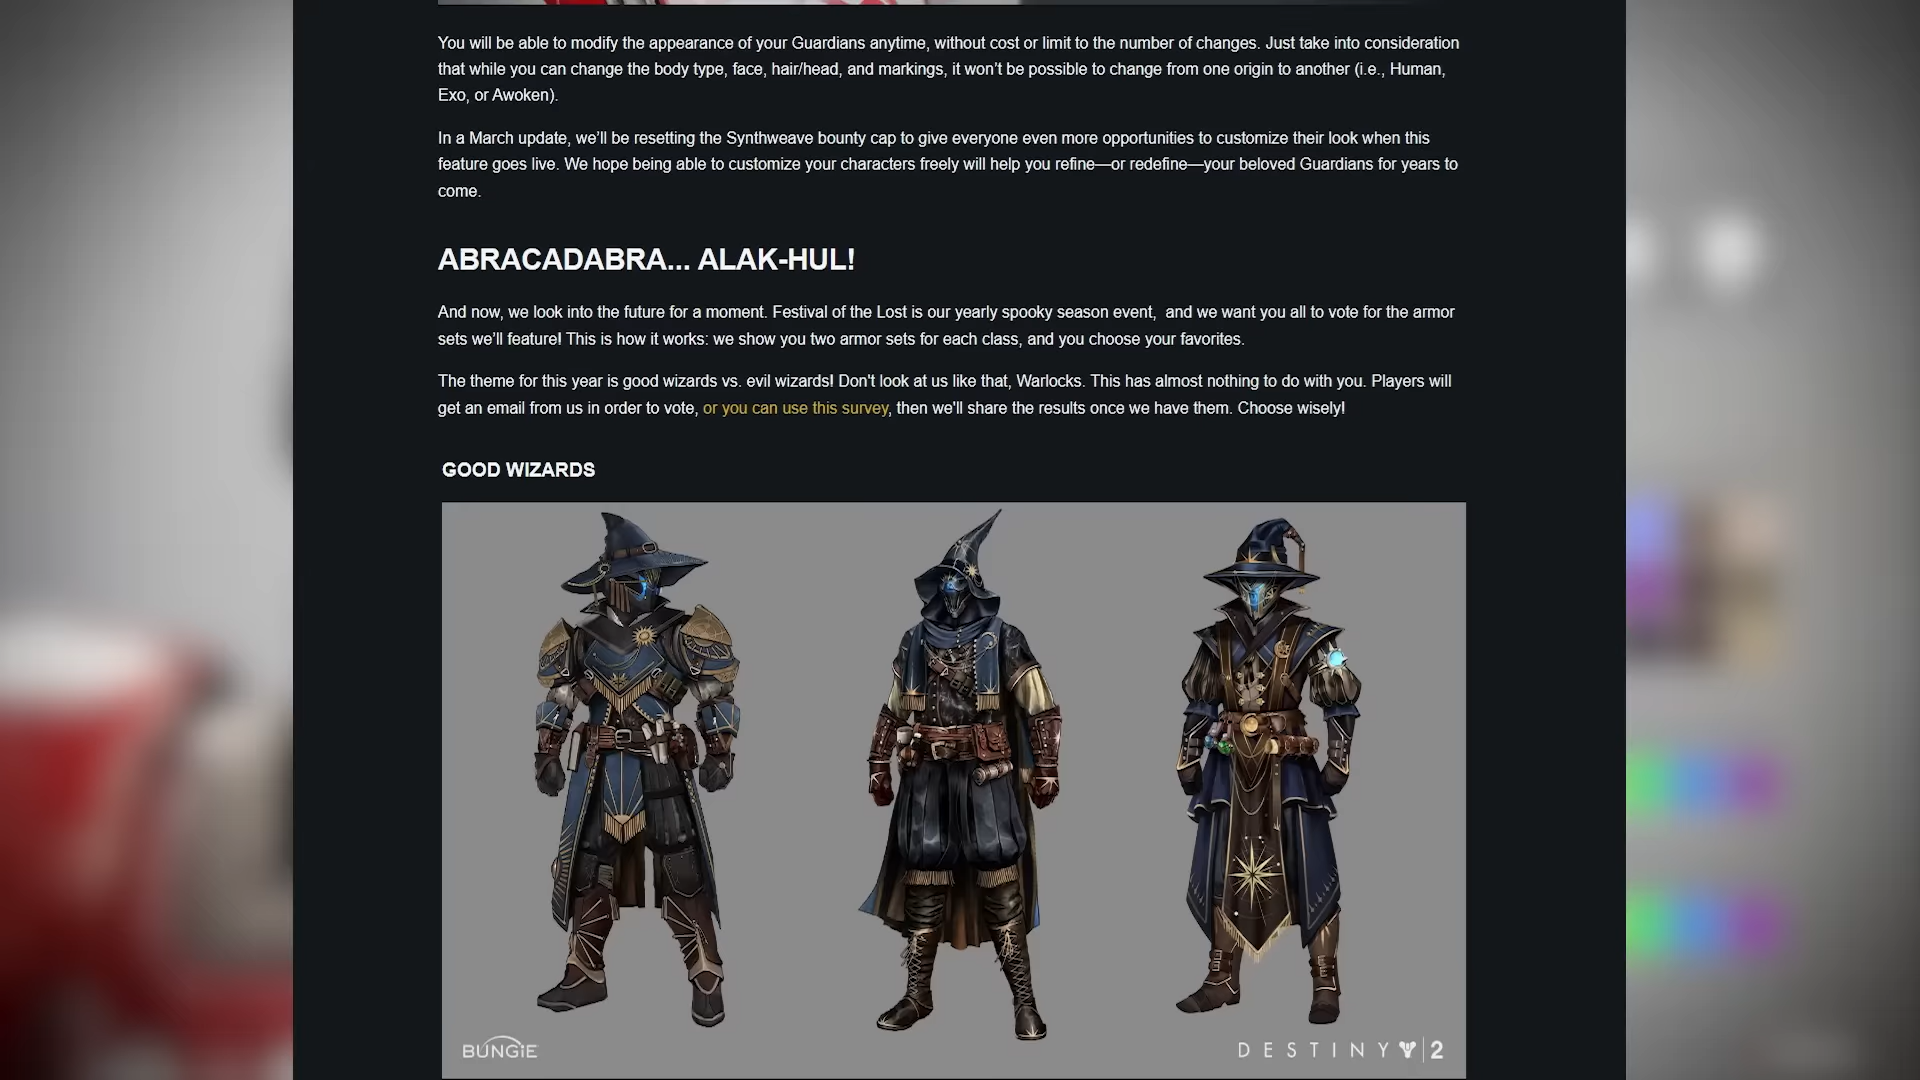 You will be able to modify the appearance of your Guardians anytime, without cost or limit to the number of changes. Just take into consideration
that while you can change the body type, face, hair/head, and markings, it won't be possible to change from one origin to another (i.e., Human,
Exo, or Awoken).
In a March update, we'll be resetting the Synthweave bounty cap to give everyone even more opportunities to customize their look when this
feature goes live. We hope being able to customize your characters freely will help you refine—or redefine—your beloved Guardians for years to
come.
ABRACADABRA... ALAK-HUL!
And now, we look into the future for a moment. Festival of the Lost is our yearly spooky season event,  and we want you all to vote for the armor
sets we'll feature! This is how it works: we show you two armor sets for each class, and you choose your favorites.
The theme for this year is good wizards vs. evil wizards! Don't look at us like that, Warlocks. This has almost nothing to do with you. Players will
get an email from us in order to vote, or you can use this survey, then we'll share the results once we have them. Choose wisely!
GOOD WIZARDS
BUNGIE
DESTINY 2